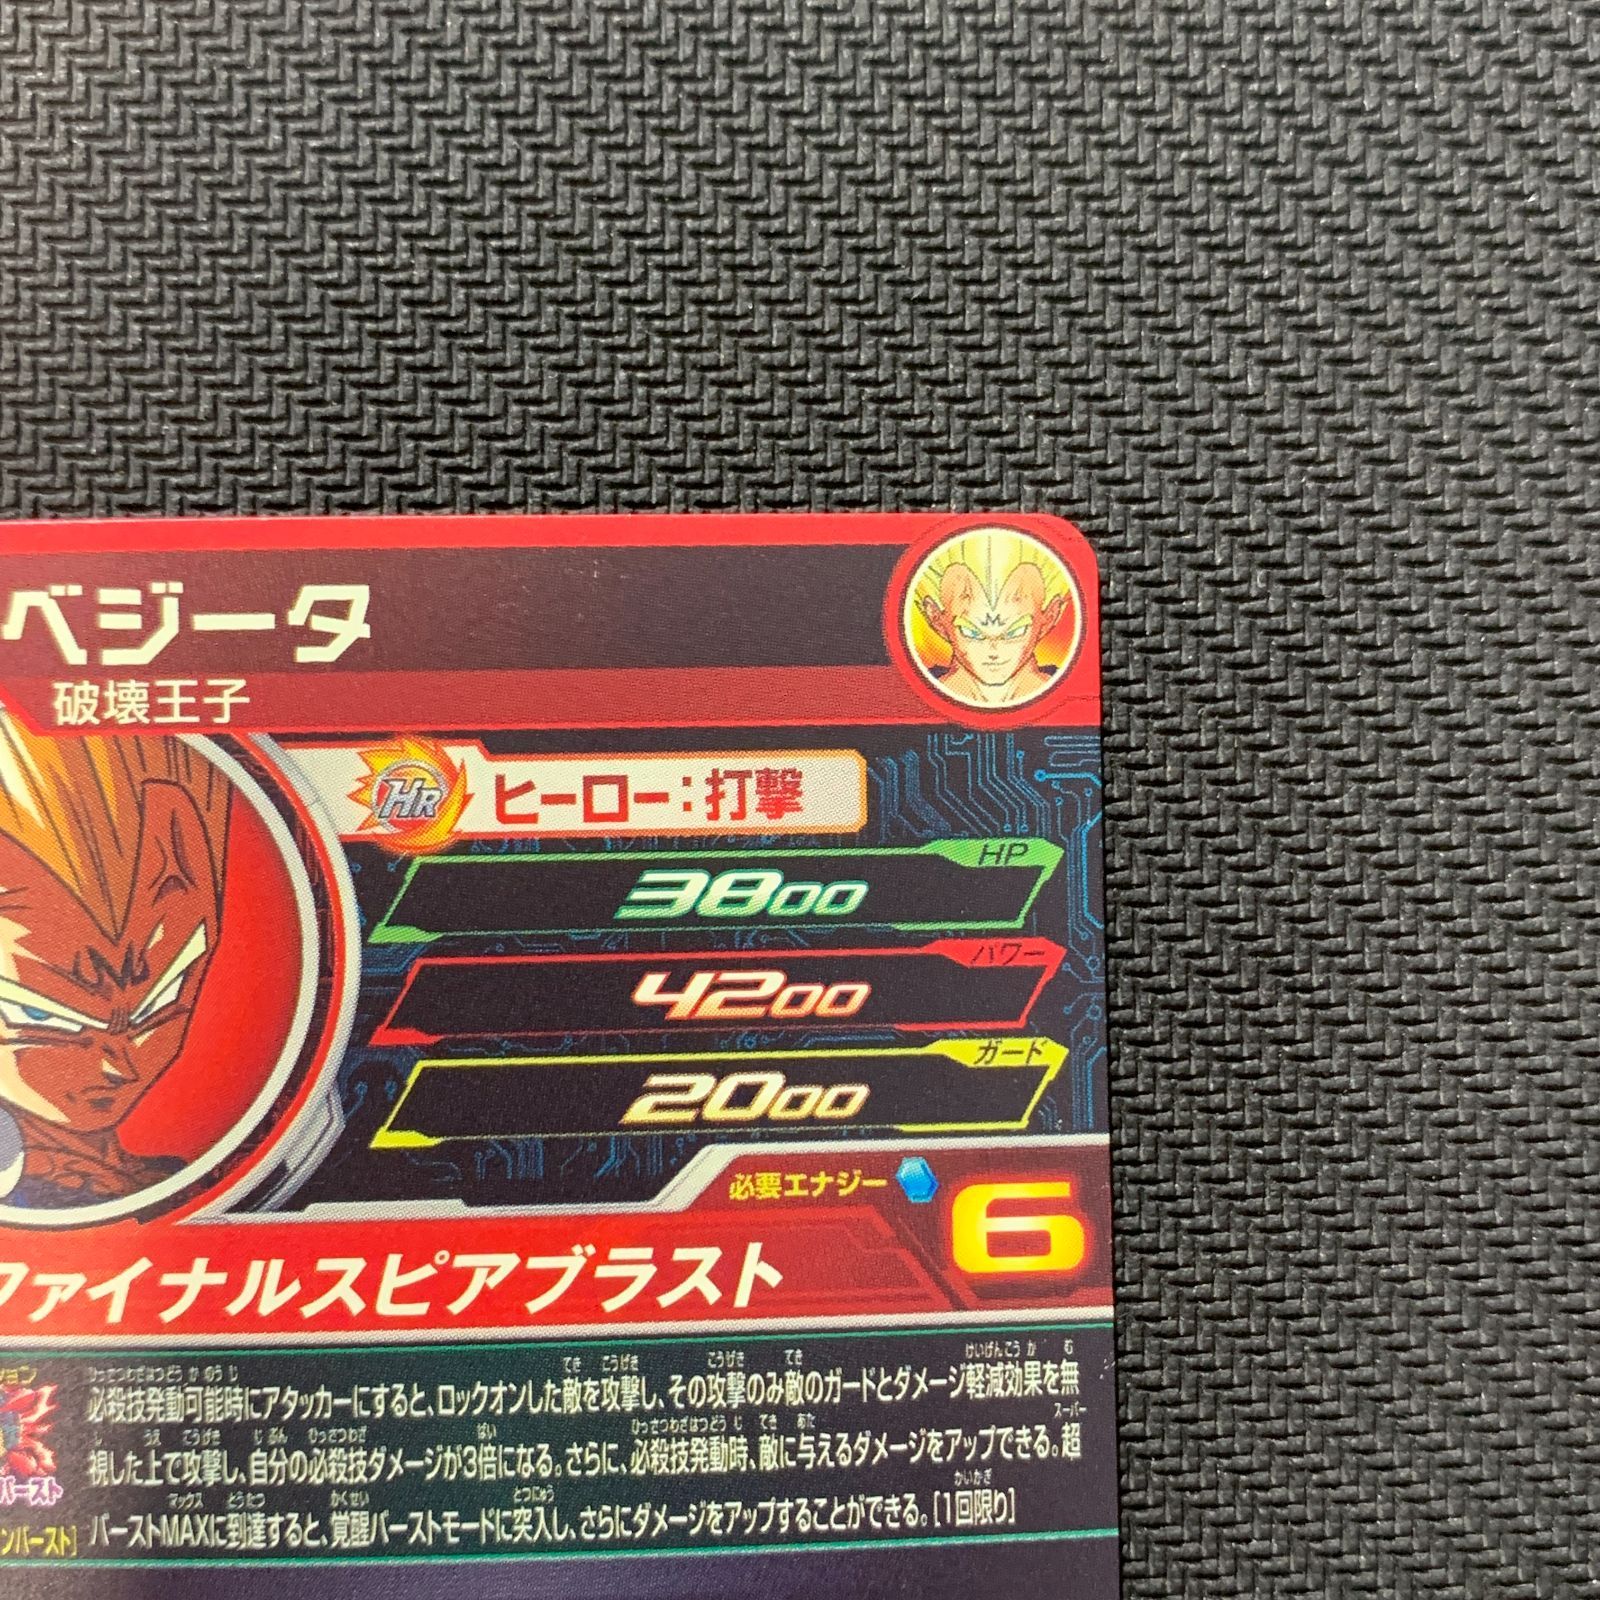 ベジータ
破壊王子
HR ヒーロー:打撃
HP
3800
パワー
4200
ガード
2000
必要エナジー 6
ファイナルスピアブラスト
必殺技発動可能時にアタッカーにすると、ロックオンした敵を攻撃し、その攻撃のみ敵のガードとダメージ軽減効果を無
視した上で攻撃し、自分の必殺技ダメージが3倍になる。さらに、必殺技発動時、敵に与えるダメージをアップできる。超
バースト
バーストMAXに到達すると、覚醒バーストモードに突入し、さらにダメージをアップすることができる。[1回限り]
ンバースト]